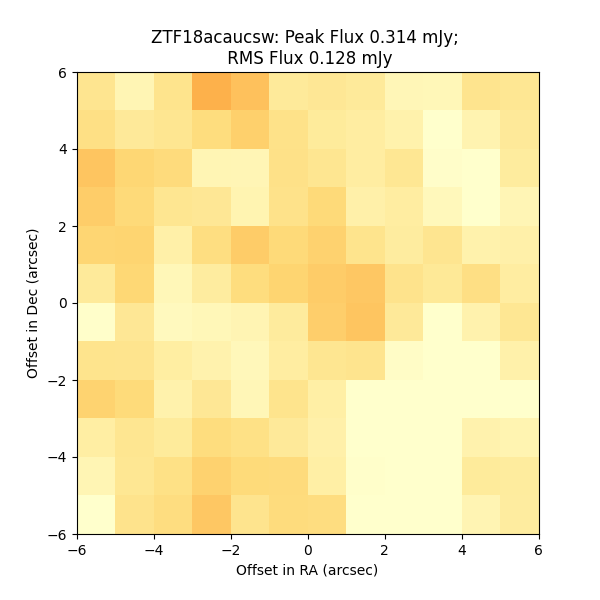 ZTF18acaucsw: Peak Flux 0.314 mJy;
RMS Flux 0.128 mJy
6
4
2
0
−2
−4
−6
Offset in Dec (arcsec)
−6 −4 −2 0 2 4 6
Offset in RA (arcsec)